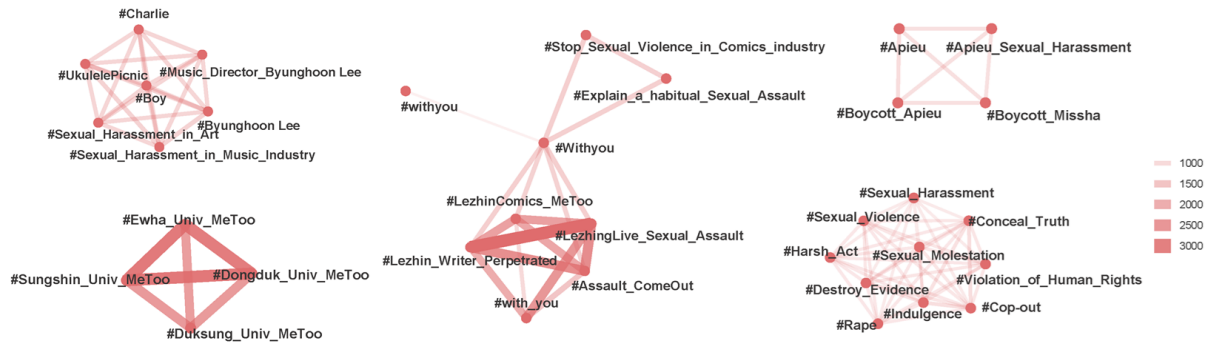 #Charlie
#UkulelePicnic
#Music_Director_Byunghoon Lee
#Boy
#Byunghoon Lee
#Sexual_Harassment_in_Art
#Sexual_Harassment_in_Music_Industry
#Ewha_Univ_MeToo
#Sungshin_Univ_MeToo
#Dongduk_Univ_MeToo
#Duksung_Univ_MeToo
#Stop_Sexual_Violence_in_Comics_industry
#Explain_a_habitual_Sexual_Assault
#withyou
#Withyou
#LezhinComics_MeToo
#LezhingLive_Sexual_Assault
#Lezhin_Writer_Perpetrated
#Assault_ComeOut
#with_you
#Apieu
#Apieu_Sexual_Harassment
#Boycott_Apieu
#Boycott_Missha
#Sexual_Harassment
#Sexual_Violence
#Conceal_Truth
#Harsh_Act
#Sexual_Molestation
#Violation_of_Human_Rights
#Destroy_Evidence
#Indulgence
#Cop-out
#Rape
1000
1500
2000
2500
3000